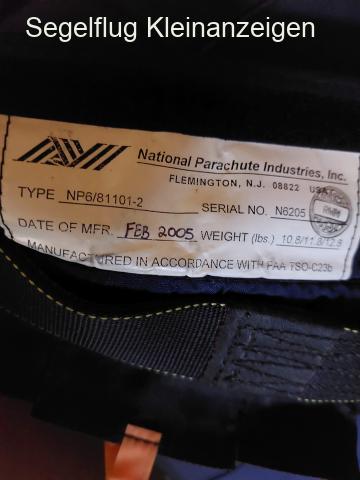 Segelflug Kleinanzeigen
National Parachute Industries, Inc.
FLEMINGTON, N.J. 08822 USA
TYPE NP6/81101-2 SERIAL NO. N6205
DATE OF MFR. FEB 2005 WEIGHT (lbs.) 10.8/11.8/12.8
MANUFACTURED IN ACCORDANCE WITH FAA TSO-C23b